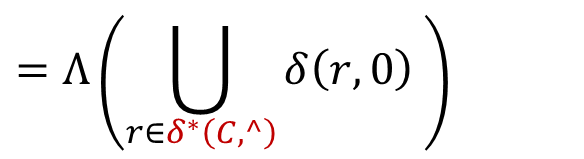 = Λ(⋃ δ(r,0) )
r∈δ*(C,^)